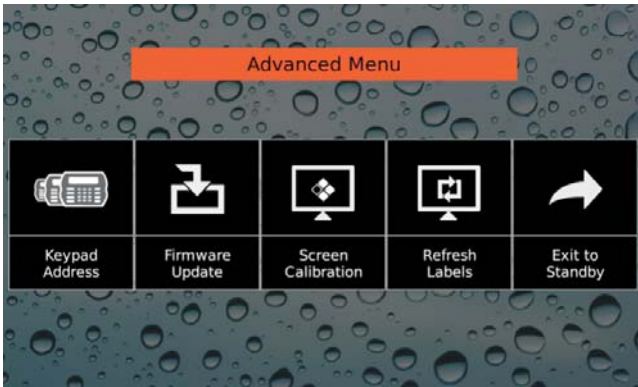 Advanced Menu
Keypad
Address
Firmware
Update
Screen
Calibration
Refresh
Labels
Exit to
Standby